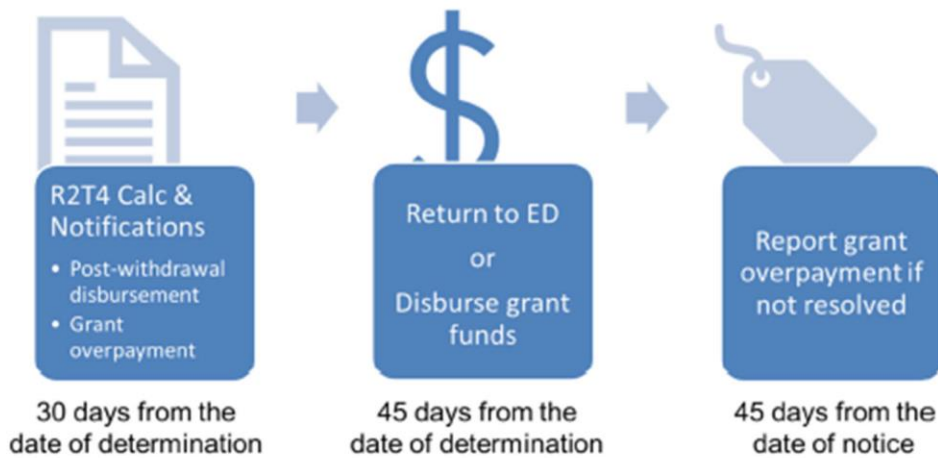 R2T4 Calc &
Notifications
• Post-withdrawal
disbursement
• Grant
overpayment
30 days from the
date of determination
Return to ED
or
Disburse grant
funds
45 days from the
date of determination
Report grant
overpayment if
not resolved
45 days from the
date of notice